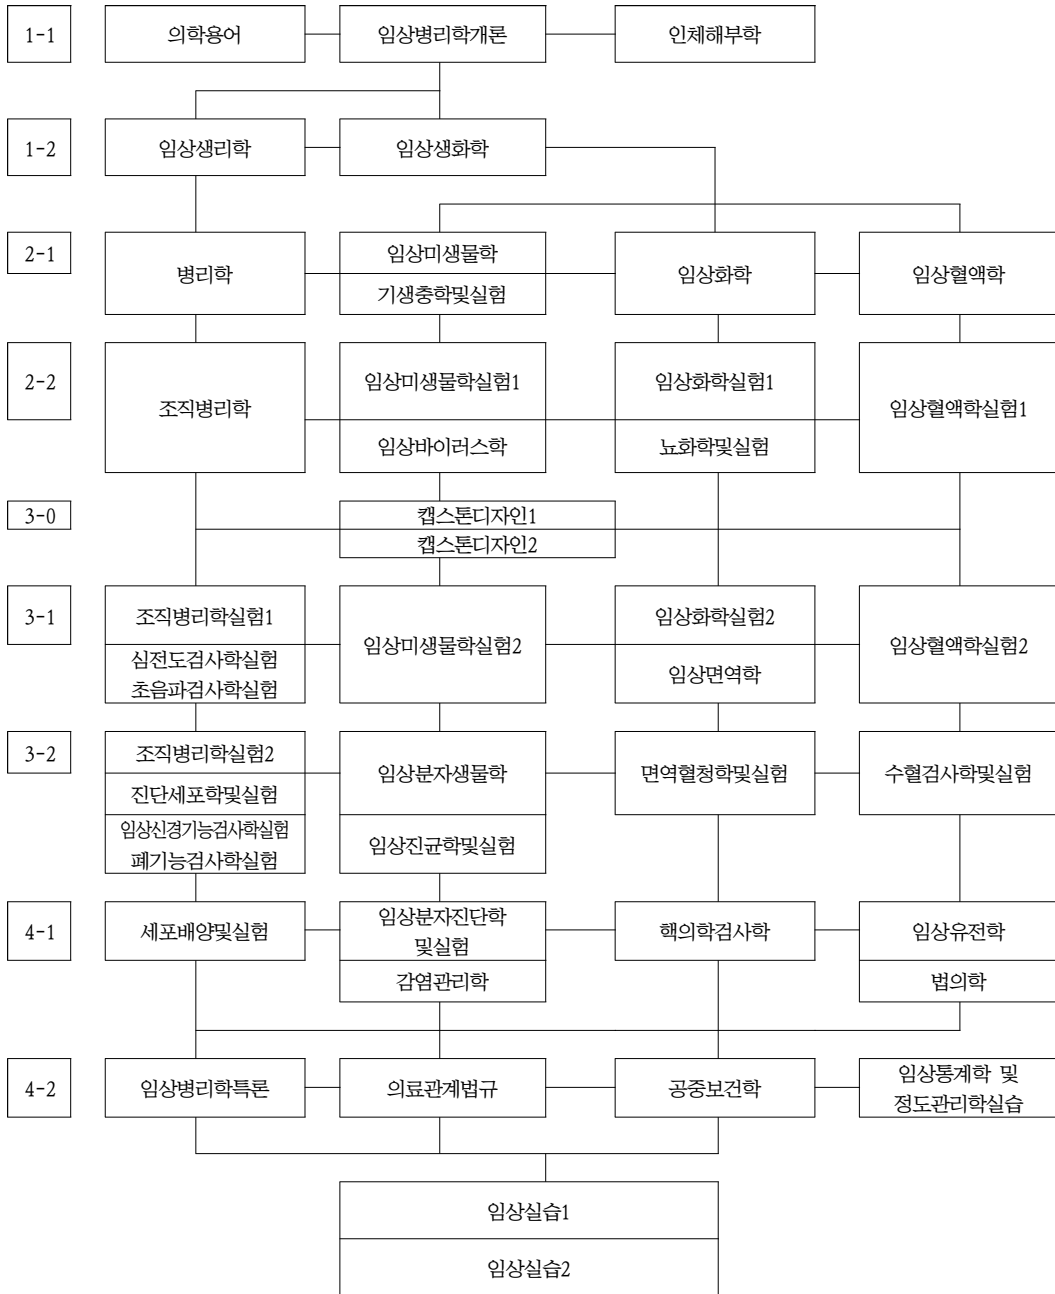 1-1
의학용어
임상병리학개론
인체해부학
1-2
임상생리학
임상생화학
2-1
병리학
임상미생물학
기생충학및실험
임상화학
임상혈액학
2-2
조직병리학
임상미생물학실험1
임상바이러스학
임상화학실험1
뇨화학및실험
임상혈액학실험1
3-0
캡스톤디자인1
캡스톤디자인2
3-1
조직병리학실험1
심전도검사학실험
초음파검사학실험
임상미생물학실험2
임상화학실험2
임상면역학
임상혈액학실험2
3-2
조직병리학실험2
진단세포학및실험
임상신경기능검사학실험
폐기능검사학실험
임상분자생물학
임상진균학및실험
면역혈청학및실험
수혈검사학및실험
4-1
세포배양및실험
임상분자진단학
및실험
감염관리학
핵의학검사학
임상유전학
법의학
4-2
임상병리학특론
의료관계법규
공중보건학
임상통계학 및
정도관리학실습
임상실습1
임상실습2